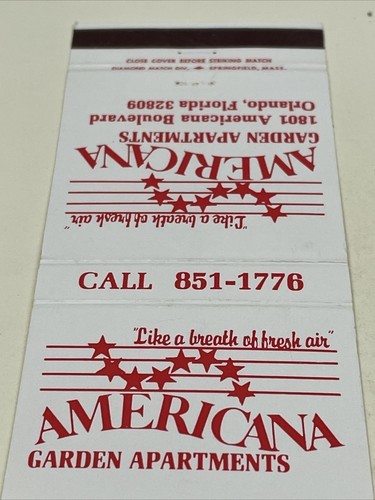 CLOSE COVER BEFORE STRIKING MATCH
DIAMOND MATCH DIV. SPRINGFIELD, MASS.
1801 Americana Boulevard
Orlando, Florida 32809
AMERICANA
GARDEN APARTMENTS
"Like a breath of fresh air"
CALL 851-1776
"Like a breath of fresh air"
AMERICANA
GARDEN APARTMENTS